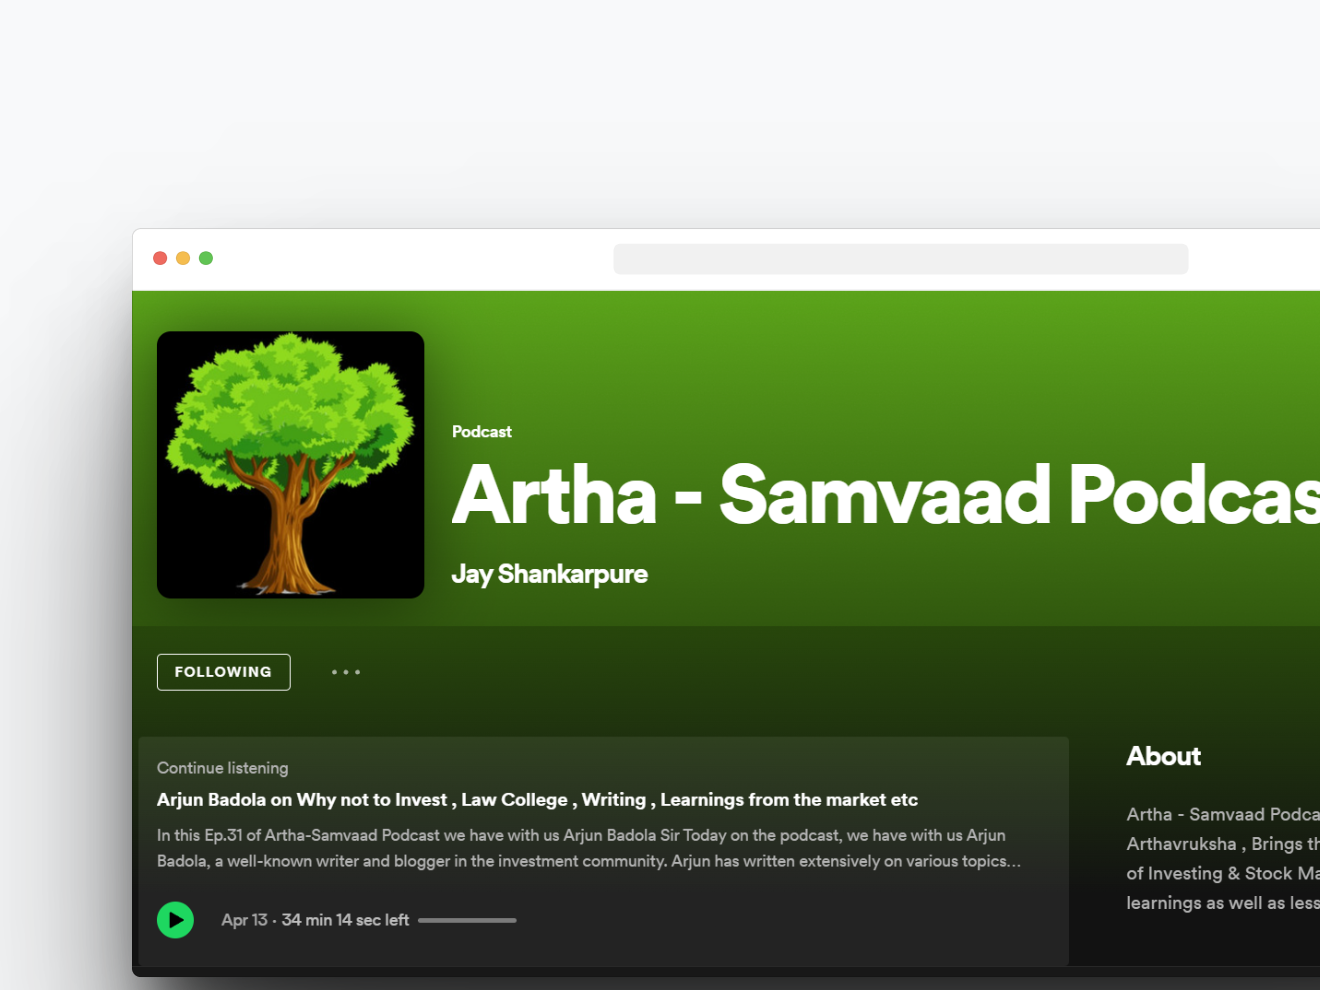 Podcast
Artha - Samvaad Podcas
Jay Shankarpure
FOLLOWING
Continue listening
Arjun Badola on Why not to Invest , Law College , Writing , Learnings from the market etc
In this Ep.31 of Artha-Samvaad Podcast we have with us Arjun Badola Sir Today on the podcast, we have with us Arjun
Badola, a well-known writer and blogger in the investment community. Arjun has written extensively on various topics...
Apr 13 · 34 min 14 sec left
About
Artha - Samvaad Podca
Arthavruksha , Brings th
of Investing & Stock Ma
learnings as well as less